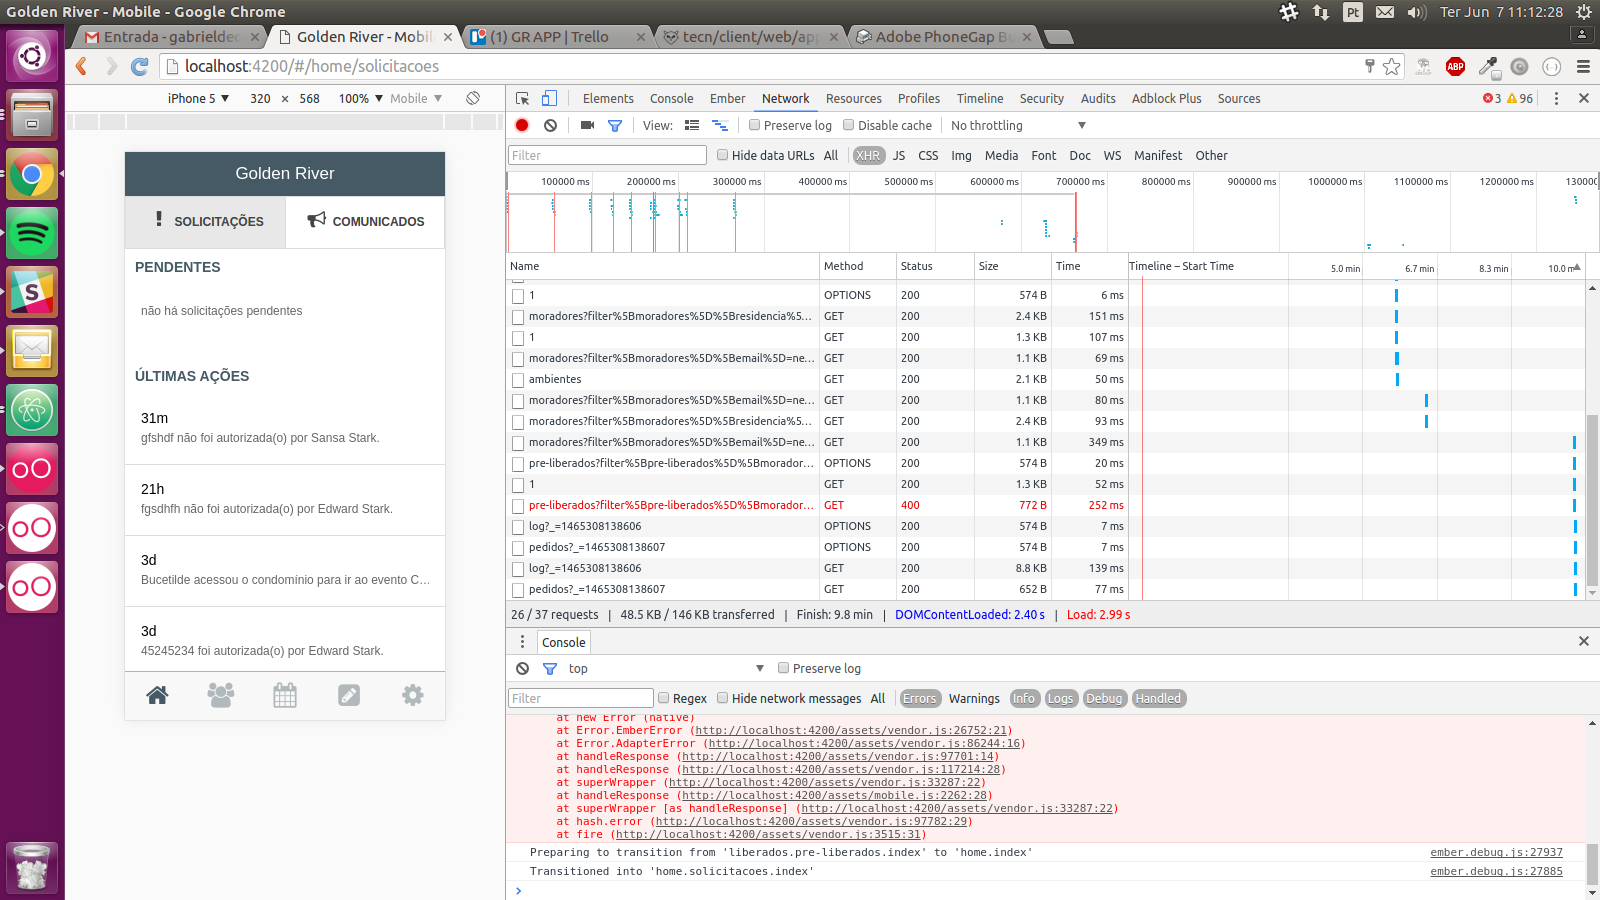 Golden River - Mobile - Google Chrome
Pt
Ter Jun 7 11:12:28
Entrada - gabrieldec
Golden River - Mobil
(1) GR APP | Trello
tecn/client/web/app
Adobe PhoneGap Bu
localhost:4200/#/home/solicitacoes
ABP
iPhone 5 ▼ 320 × 568 100% ▼ Mobile ▼
Elements Console Ember Network Resources Profiles Timeline Security Audits Adblock Plus Sources
3 96
View: Preserve log Disable cache No throttling ▼
Filter Hide data URLs All XHR JS CSS Img Media Font Doc WS Manifest Other
100000 ms 200000 ms 300000 ms 400000 ms 500000 ms 600000 ms 700000 ms 800000 ms 900000 ms 1000000 ms 1100000 ms 1200000 ms 130000
Name Method Status Size Time Timeline – Start Time 5.0 min 6.7 min 8.3 min 10.0 m
1 OPTIONS 200 574 B 6 ms
moradores?filter%5Bmoradores%5D%5Bresidencia%5... GET 200 2.4 KB 151 ms
1 GET 200 1.3 KB 107 ms
moradores?filter%5Bmoradores%5D%5Bemail%5D=ne... GET 200 1.1 KB 69 ms
ambientes GET 200 2.1 KB 50 ms
moradores?filter%5Bmoradores%5D%5Bemail%5D=ne... GET 200 1.1 KB 80 ms
moradores?filter%5Bmoradores%5D%5Bresidencia%5... GET 200 2.4 KB 93 ms
moradores?filter%5Bmoradores%5D%5Bemail%5D=ne... GET 200 1.1 KB 349 ms
pre-liberados?filter%5Bpre-liberados%5D%5Bmorador... OPTIONS 200 574 B 20 ms
1 GET 200 1.3 KB 52 ms
pre-liberados?filter%5Bpre-liberados%5D%5Bmorador... GET 400 772 B 252 ms
log?_=1465308138606 OPTIONS 200 574 B 7 ms
pedidos?_=1465308138607 OPTIONS 200 574 B 7 ms
log?_=1465308138606 GET 200 8.8 KB 139 ms
pedidos?_=1465308138607 GET 200 652 B 77 ms
26 / 37 requests | 48.5 KB / 146 KB transferred | Finish: 9.8 min | DOMContentLoaded: 2.40 s | Load: 2.99 s
Console
top ▼ Preserve log
Filter Regex Hide network messages All Errors Warnings Info Logs Debug Handled
at new Error (native)
at Error.EmberError (http://localhost:4200/assets/vendor.js:26752:21)
at Error.AdapterError (http://localhost:4200/assets/vendor.js:86244:16)
at handleResponse (http://localhost:4200/assets/vendor.js:97701:14)
at handleResponse (http://localhost:4200/assets/vendor.js:117214:28)
at superWrapper (http://localhost:4200/assets/vendor.js:33287:22)
at handleResponse (http://localhost:4200/assets/mobile.js:2262:28)
at superWrapper [as handleResponse] (http://localhost:4200/assets/vendor.js:33287:22)
at hash.error (http://localhost:4200/assets/vendor.js:97782:29)
at fire (http://localhost:4200/assets/vendor.js:3515:31)
Preparing to transition from 'liberados.pre-liberados.index' to 'home.index' ember.debug.js:27937
Transitioned into 'home.solicitacoes.index' ember.debug.js:27885
Golden River
SOLICITAÇÕES COMUNICADOS
PENDENTES
não há solicitações pendentes
ÚLTIMAS AÇÕES
31m
gfshdf não foi autorizada(o) por Sansa Stark.
21h
fgsdhfh não foi autorizada(o) por Edward Stark.
3d
Bucetilde acessou o condomínio para ir ao evento C...
3d
45245234 foi autorizada(o) por Edward Stark.